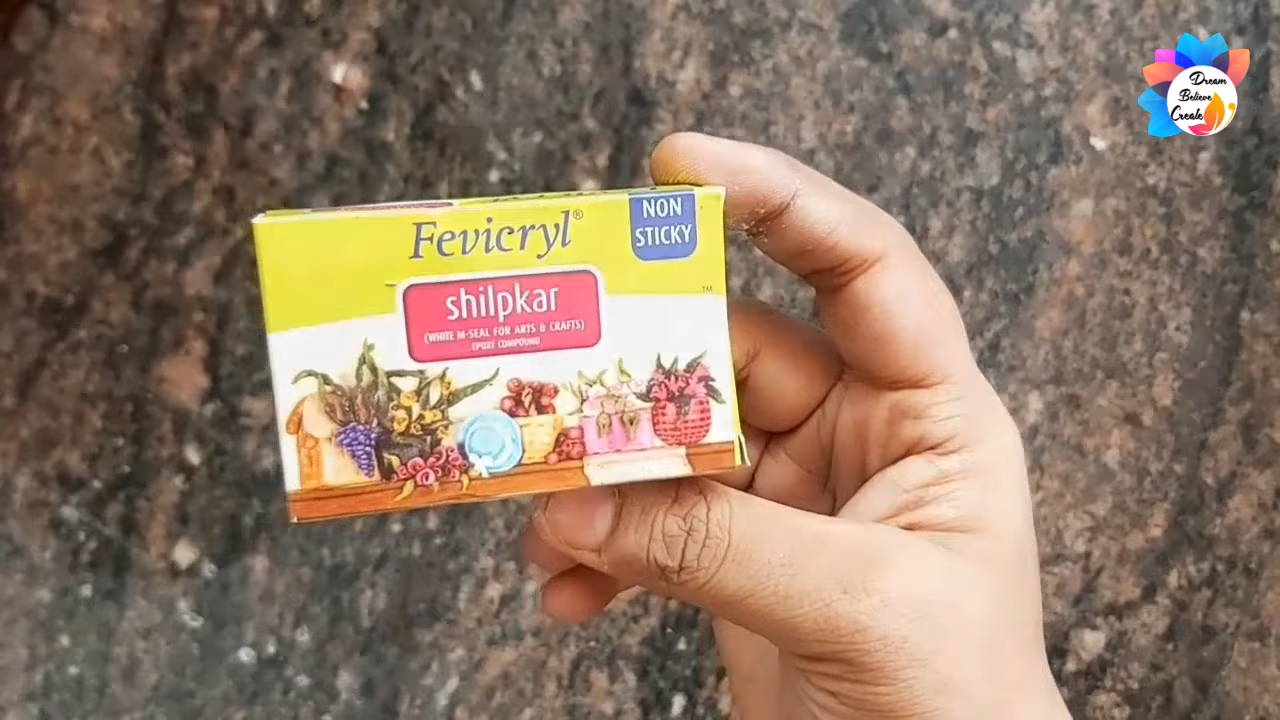 Fevicryl®
NON
STICKY
shilpkar
(WHITE M-SEAL FOR ARTS & CRAFTS)
EPOXY COMPOUND
TM
Dream
Believe
Create